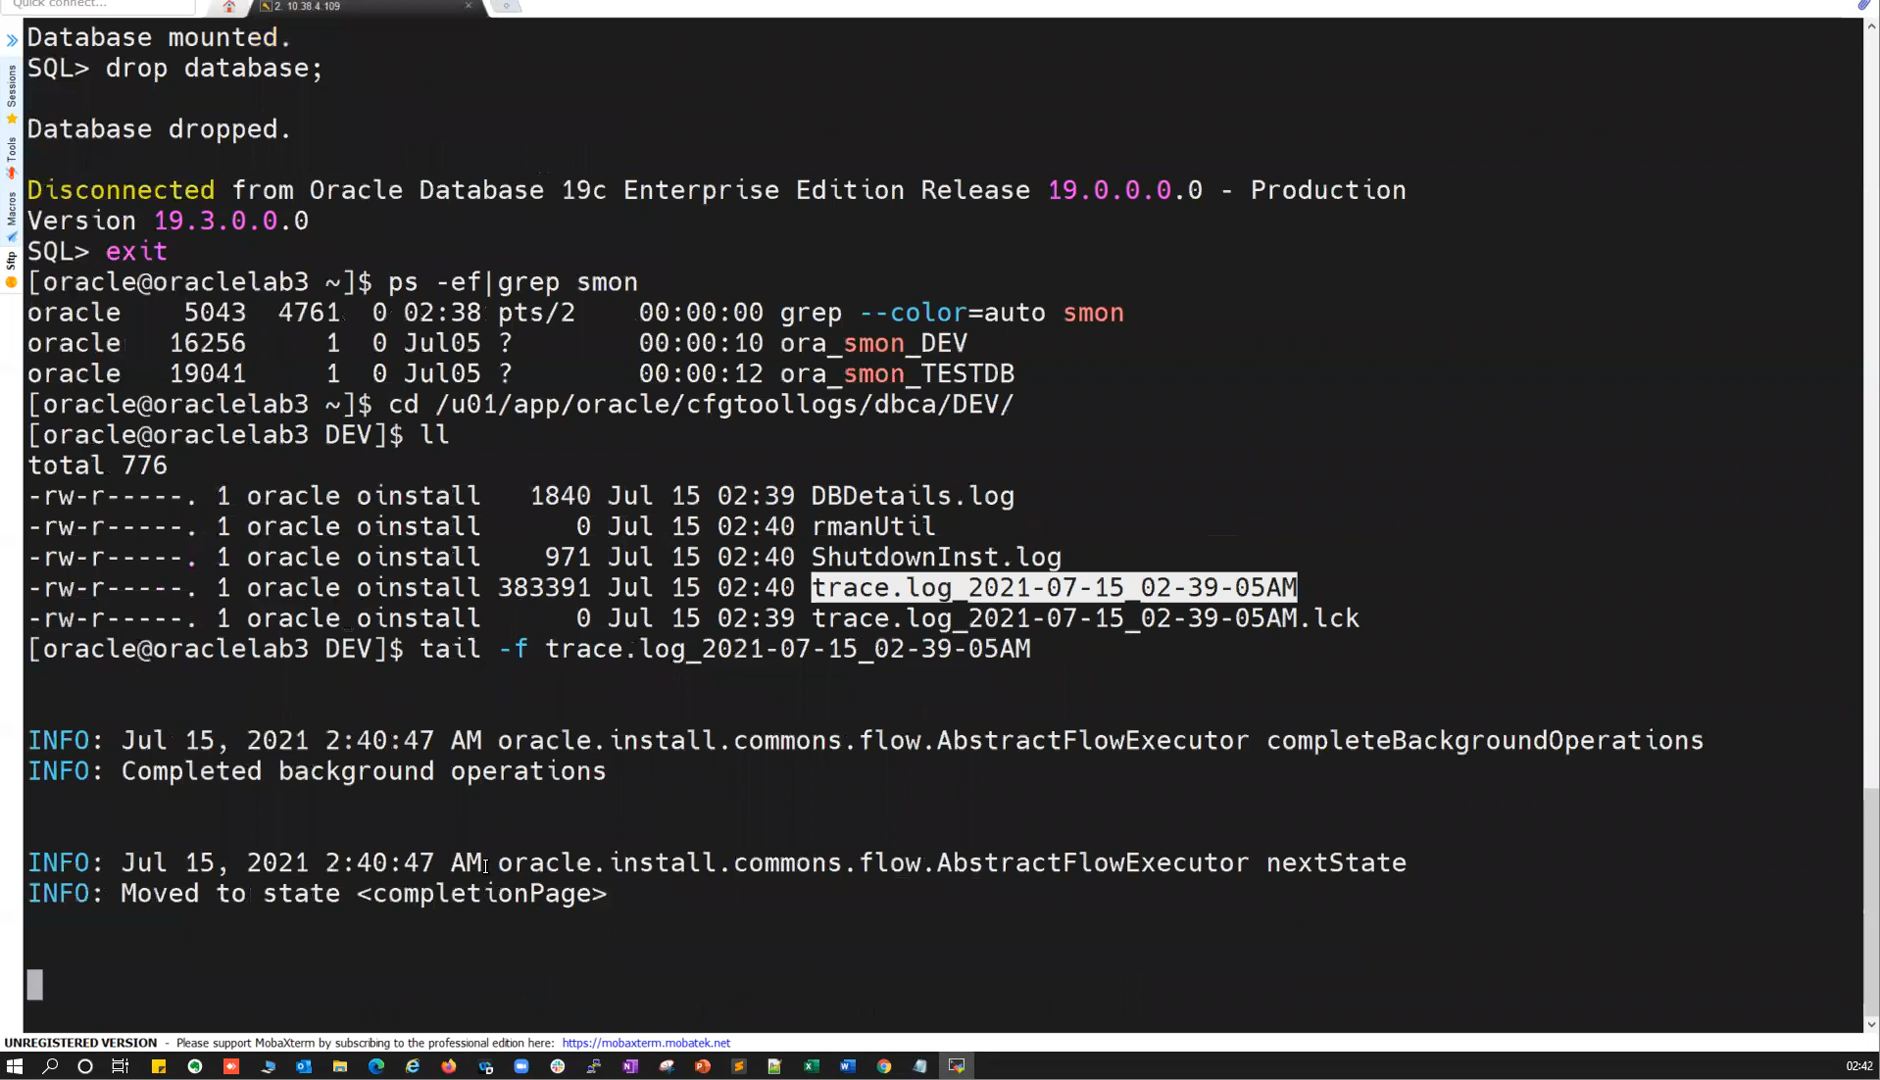 Quick connect...
2. 10.38.4.109
Sessions
Tools
Macros
Sftp
Database mounted.
SQL> drop database;
Database dropped.
Disconnected from Oracle Database 19c Enterprise Edition Release 19.0.0.0.0 - Production
Version 19.3.0.0.0
SQL> exit
[oracle@oraclelab3 ~]$ ps -ef|grep smon
oracle    5043  4761  0 02:38 pts/2    00:00:00 grep --color=auto smon
oracle   16256     1  0 Jul05 ?        00:00:10 ora_smon_DEV
oracle   19041     1  0 Jul05 ?        00:00:12 ora_smon_TESTDB
[oracle@oraclelab3 ~]$ cd /u01/app/oracle/cfgtoollogs/dbca/DEV/
[oracle@oraclelab3 DEV]$ ll
total 776
-rw-r-----. 1 oracle oinstall   1840 Jul 15 02:39 DBDetails.log
-rw-r-----. 1 oracle oinstall      0 Jul 15 02:40 rmanUtil
-rw-r-----. 1 oracle oinstall    971 Jul 15 02:40 ShutdownInst.log
-rw-r-----. 1 oracle oinstall 383391 Jul 15 02:40 trace.log_2021-07-15_02-39-05AM
-rw-r-----. 1 oracle oinstall      0 Jul 15 02:39 trace.log_2021-07-15_02-39-05AM.lck
[oracle@oraclelab3 DEV]$ tail -f trace.log_2021-07-15_02-39-05AM
INFO: Jul 15, 2021 2:40:47 AM oracle.install.commons.flow.AbstractFlowExecutor completeBackgroundOperations
INFO: Completed background operations
INFO: Jul 15, 2021 2:40:47 AM oracle.install.commons.flow.AbstractFlowExecutor nextState
INFO: Moved to state <completionPage>
UNREGISTERED VERSION - Please support MobaXterm by subscribing to the professional edition here: https://mobaxterm.mobatek.net
02:42